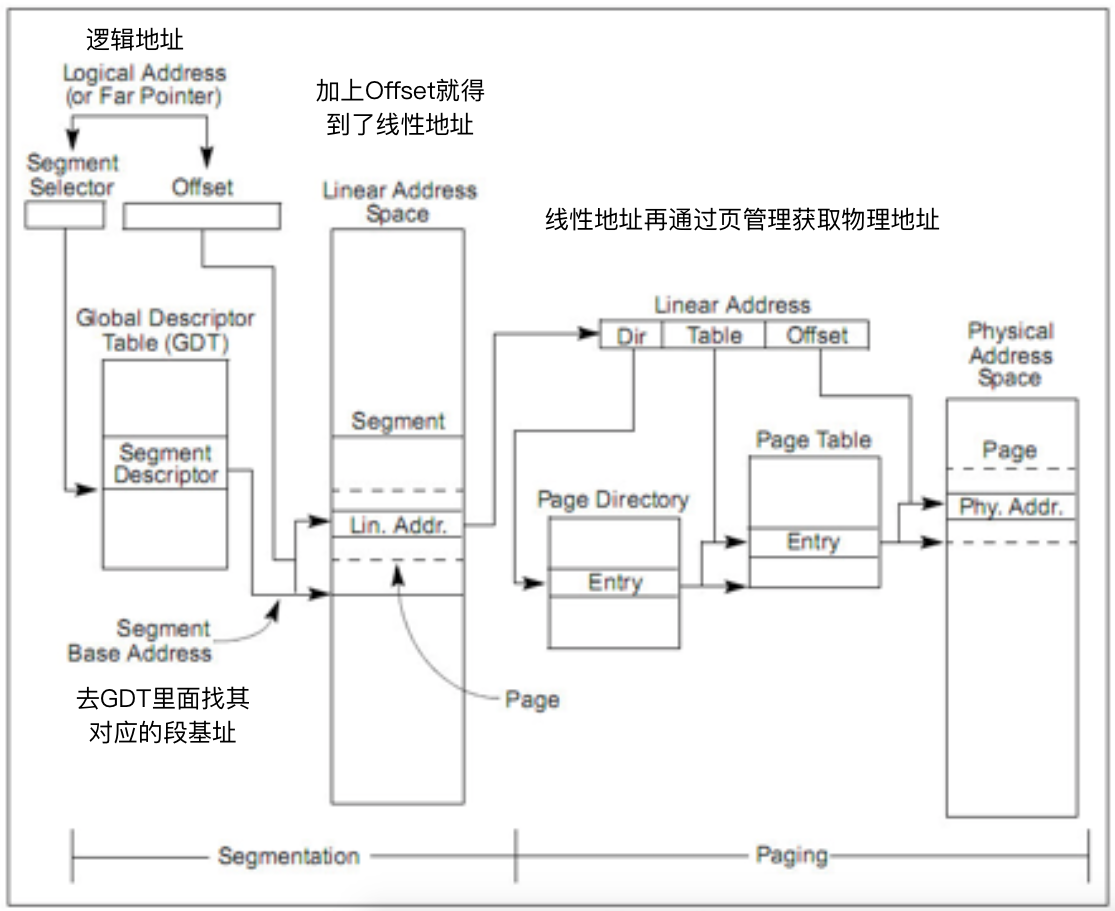 逻辑地址
Logical Address
(or Far Pointer)
加上Offset就得
到了线性地址
Segment
Selector
Offset
Linear Address
Space
线性地址再通过页管理获取物理地址
Global Descriptor
Table (GDT)
Linear Address
Dir
Table
Offset
Physical
Address
Space
Segment
Segment
Descriptor
Page Table
Page
Page Directory
Lin. Addr.
Phy. Addr.
Entry
Entry
Segment
Base Address
Page
去GDT里面找其
对应的段基址
Segmentation
Paging